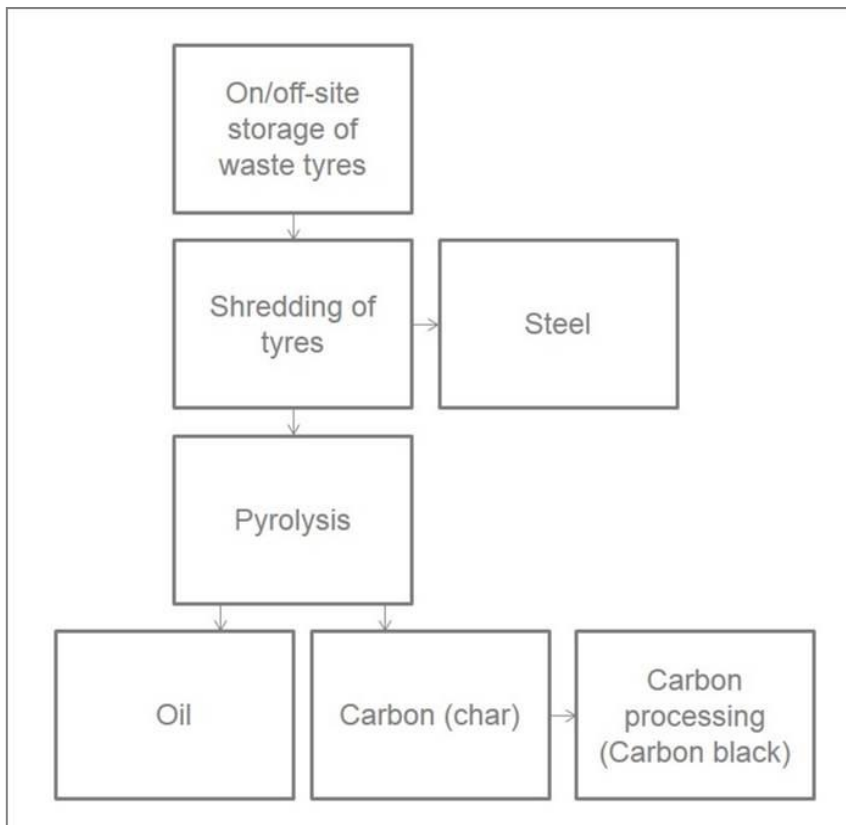 On/off-site
storage of
waste tyres
Shredding of
tyres
Steel
Pyrolysis
Oil
Carbon (char)
Carbon
processing
(Carbon black)